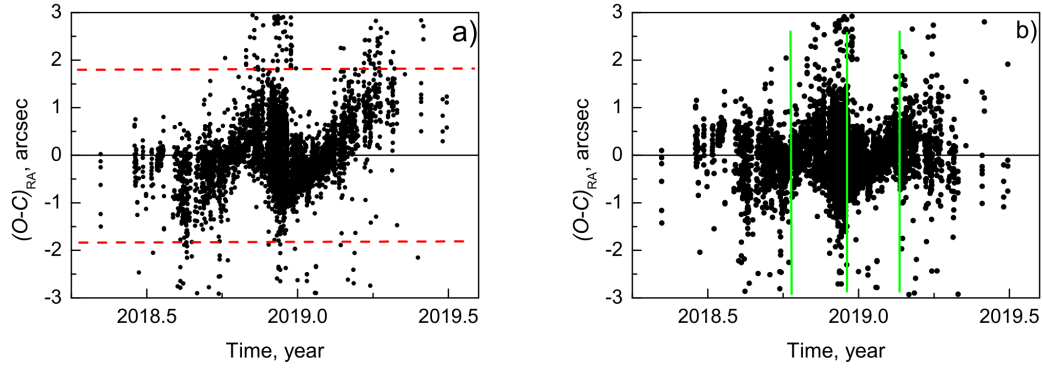 a)
3
2
1
0
-1
-2
-3
(O-C)RA, arcsec
2018.5 2019.0 2019.5
Time, year
b)
3
2
1
0
-1
-2
-3
(O-C)RA, arcsec
2018.5 2019.0 2019.5
Time, year